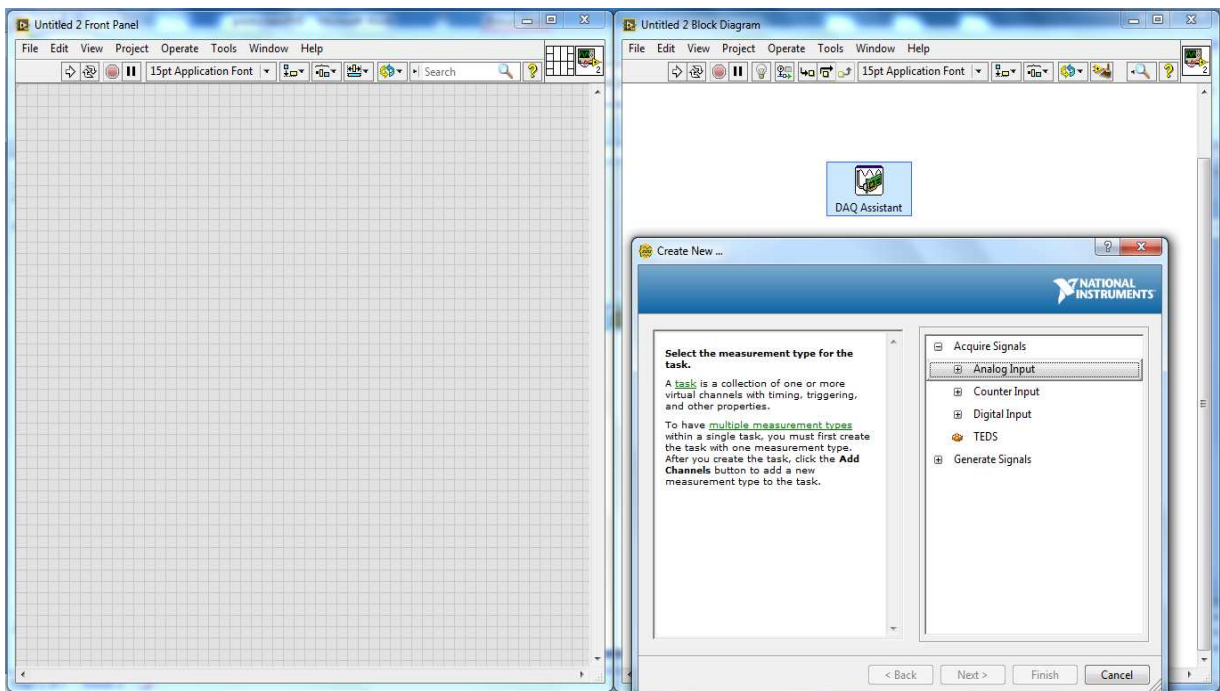 Untitled 2 Front Panel
File Edit View Project Operate Tools Window Help
15pt Application Font
Search
2
Untitled 2 Block Diagram
File Edit View Project Operate Tools Window Help
15pt Application Font
2
DAQ Assistant
Create New ...
NATIONAL
INSTRUMENTS
Select the measurement type for the
task.
A task is a collection of one or more
virtual channels with timing, triggering,
and other properties.
To have multiple measurement types
within a single task, you must first create
the task with one measurement type.
After you create the task, click the Add
Channels button to add a new
measurement type to the task.
Acquire Signals
Analog Input
Counter Input
Digital Input
TEDS
Generate Signals
< Back Next > Finish Cancel